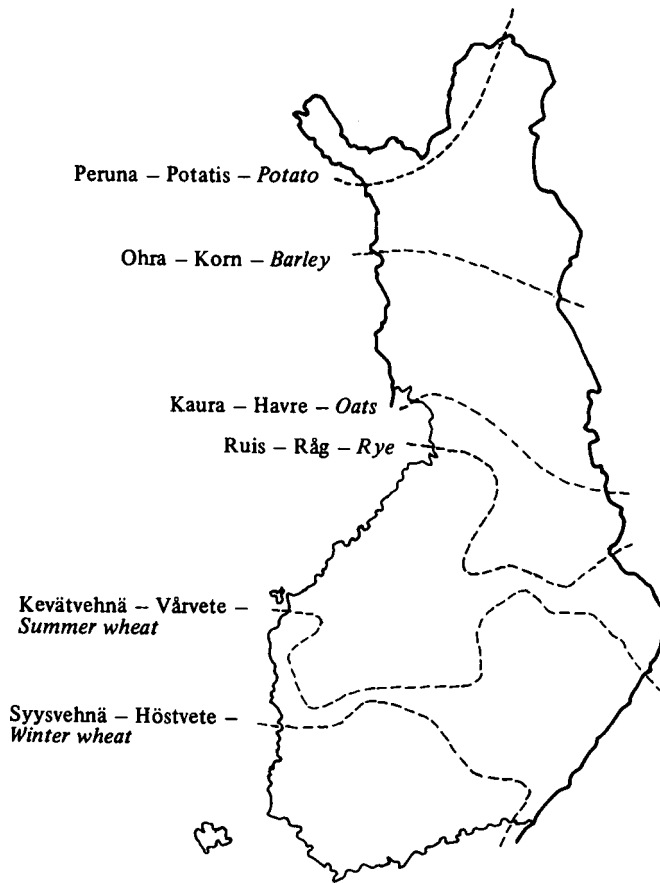 Peruna – Potatis – Potato
Ohra – Korn – Barley
Kaura – Havre – Oats
Ruis – Råg – Rye
Kevätvehnä – Vårvete –
Summer wheat
Syysvehnä – Höstvete –
Winter wheat